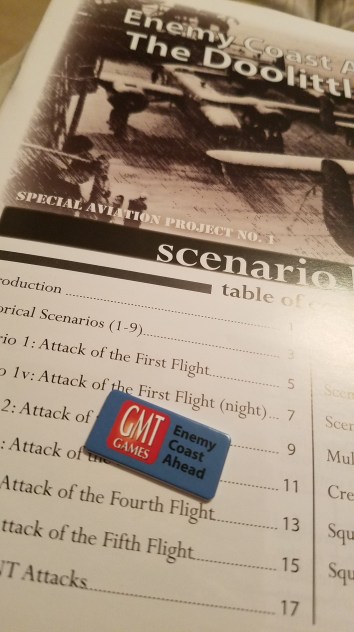 Enemy Coast A
The Doolittl
SPECIAL AVIATION PROJECT NO. 1
scenario
table of
roduction
orical Scenarios (1-9) 3
rio 1: Attack of the First Flight 5
o 1v: Attack of the First Flight (night) 7
2: Attack of 9
: Attack of the 11
Attack of the Fourth Flight 13
ttack of the Fifth Flight 15
NT Attacks 17
Scen
Scen
Mul
Cre
Squ
Squ
GMT
GAMES
Enemy
Coast
Ahead